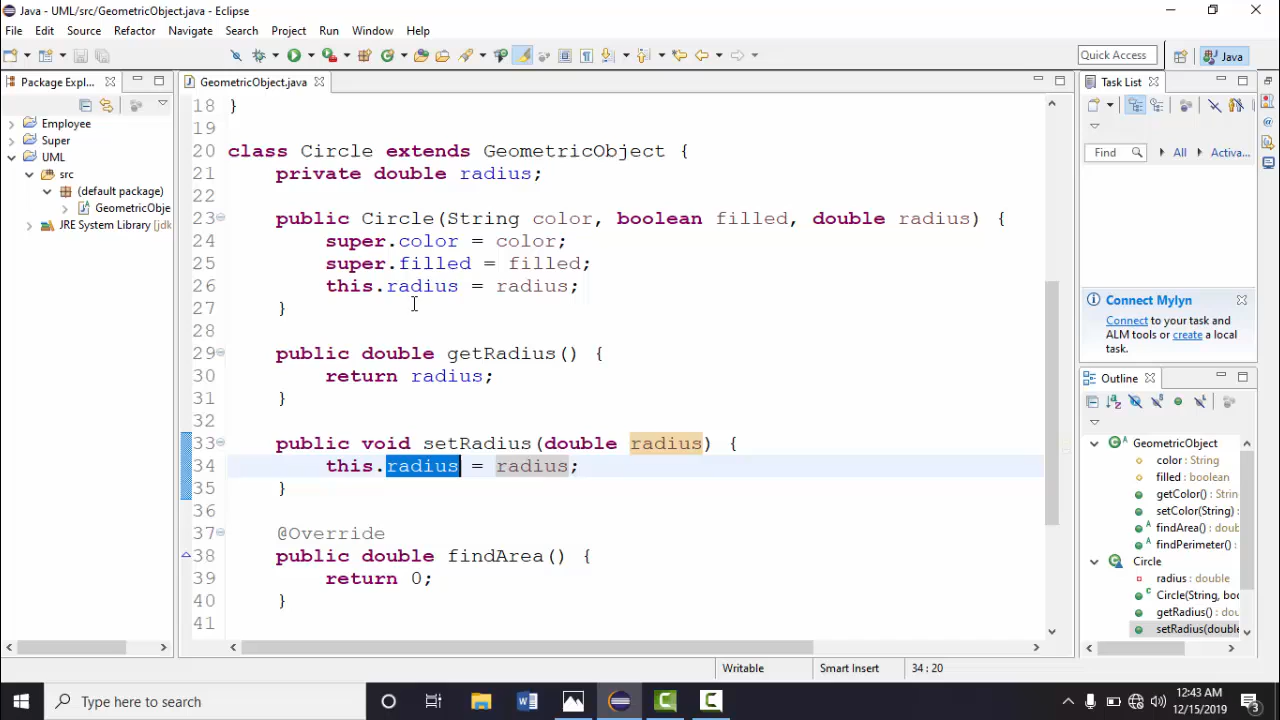 Java - UML/src/GeometricObject.java - Eclipse
File Edit Source Refactor Navigate Search Project Run Window Help
Quick Access
Java
Package Expl...
Employee
Super
UML
src
(default package)
GeometricObje
JRE System Library [jdk
GeometricObject.java
18 }
19
20 class Circle extends GeometricObject {
21 private double radius;
22
23 public Circle(String color, boolean filled, double radius) {
24 super.color = color;
25 super.filled = filled;
26 this.radius = radius;
27 }
28
29 public double getRadius() {
30 return radius;
31 }
32
33 public void setRadius(double radius) {
34 this.radius = radius;
35 }
36
37 @Override
38 public double findArea() {
39 return 0;
40 }
41
Task List
Find All Activa...
Connect Mylyn
Connect to your task and
ALM tools or create a local
task.
Outline
GeometricObject
color : String
filled : boolean
getColor() : Strin
setColor(String) :
findArea() : doub
findPerimeter() :
Circle
radius : double
Circle(String, boo
getRadius() : dou
setRadius(double
Writable Smart Insert 34 : 20
Type here to search
12:43 AM
12/15/2019
3